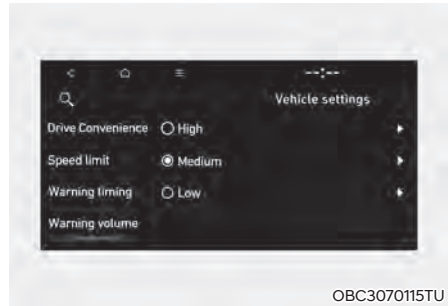 --:--
Vehicle settings
Drive Convenience High
Speed limit Medium
Warning timing Low
Warning volume
OBC3070115TU